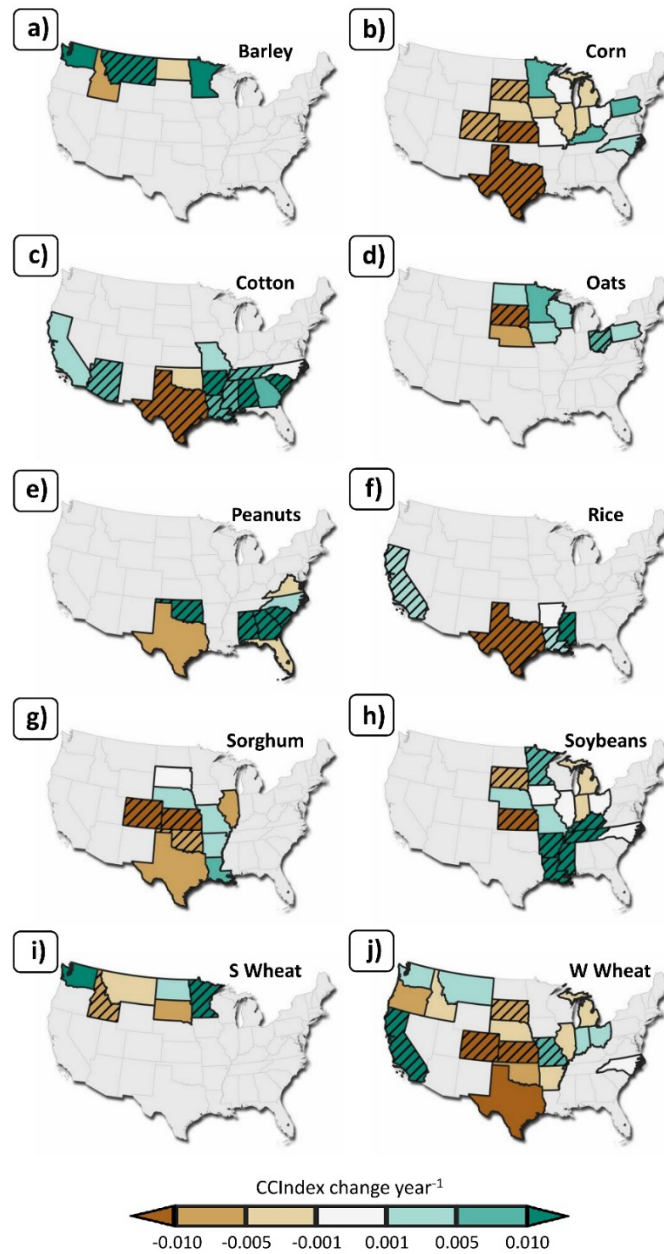 a) Barley
b) Corn
c) Cotton
d) Oats
e) Peanuts
f) Rice
g) Sorghum
h) Soybeans
i) S Wheat
j) W Wheat
CCIndex change year⁻¹
-0.010 -0.005 -0.001 0.001 0.005 0.010